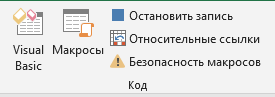 Visual
Basic
Макросы
Остановить запись
Относительные ссылки
Безопасность макросов
Код